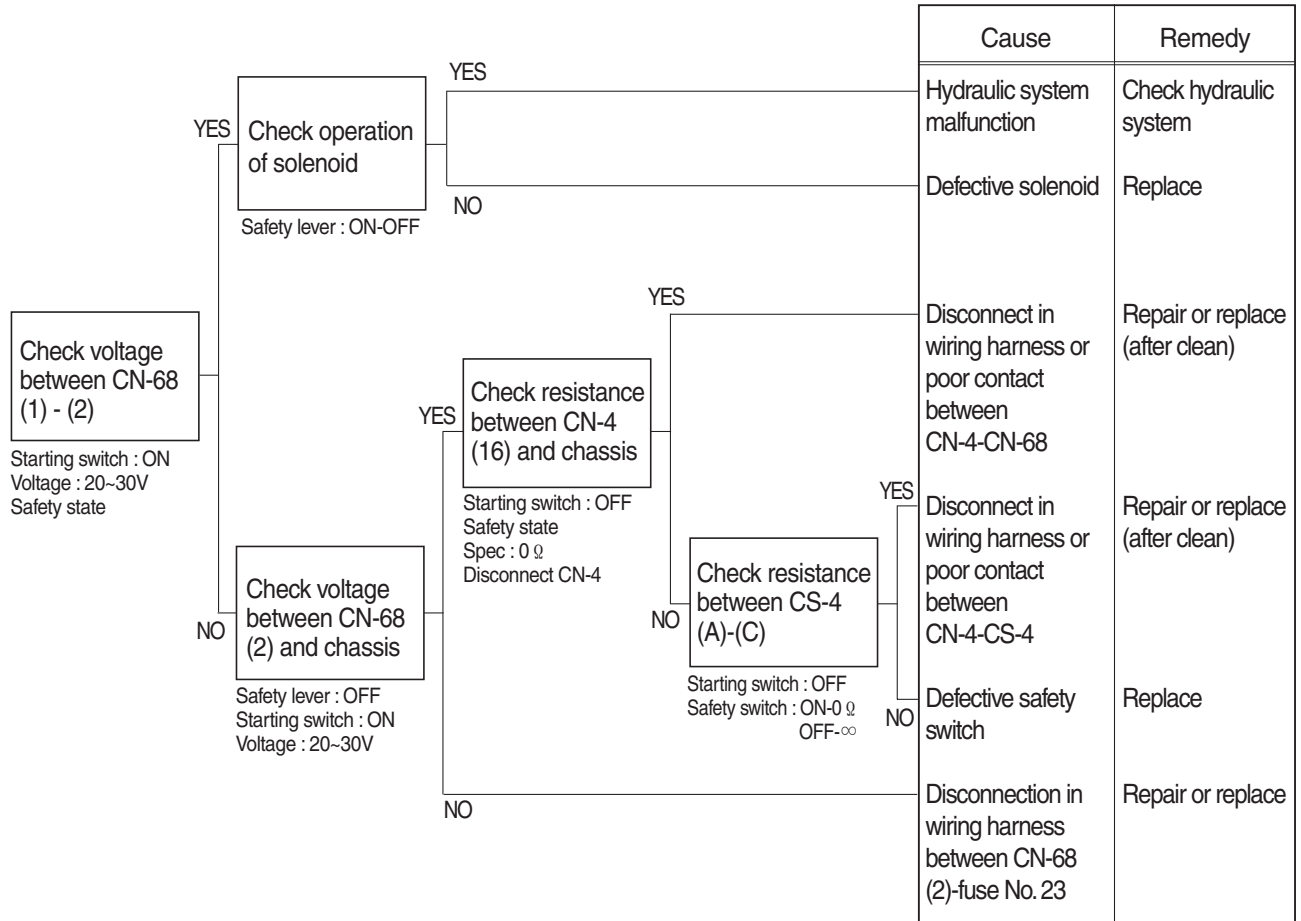 Cause
Remedy
YES
Hydraulic system
malfunction
Check hydraulic
system
YES
Check operation
of solenoid
Defective solenoid
Replace
NO
Safety lever : ON-OFF
YES
Disconnect in
wiring harness or
poor contact
between
CN-4-CN-68
Repair or replace
(after clean)
Check voltage
between CN-68
(1) - (2)
Starting switch : ON
Voltage : 20~30V
Safety state
YES
Check resistance
between CN-4
(16) and chassis
Starting switch : OFF
Safety state
Spec : 0 Ω
Disconnect CN-4
YES
Disconnect in
wiring harness or
poor contact
between
CN-4-CS-4
Repair or replace
(after clean)
NO
Check resistance
between CS-4
(A)-(C)
Starting switch : OFF
Safety switch : ON-0 Ω
OFF-∞
NO
Defective safety
switch
Replace
NO
Check voltage
between CN-68
(2) and chassis
Safety lever : OFF
Starting switch : ON
Voltage : 20~30V
NO
Disconnection in
wiring harness
between CN-68
(2)-fuse No. 23
Repair or replace